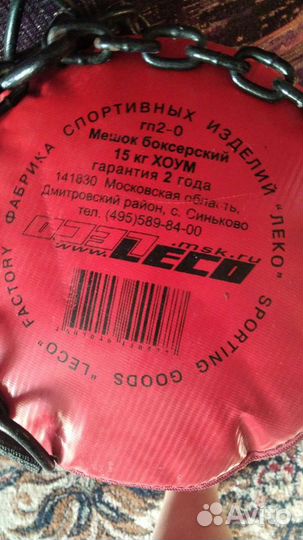 ФАБРИКА СПОРТИВНЫХ ИЗДЕЛИЙ "ЛЕКО"
гп2-0
Мешок боксерский
15 кг ХОУМ
гарантия 2 года
141830 Московская область,
Дмитровский район, с. Синьково
тел. (495)589-84-00
www.LECO.msk.ru
LECO
SPORTING GOODS "LECO" FACTORY
Avito